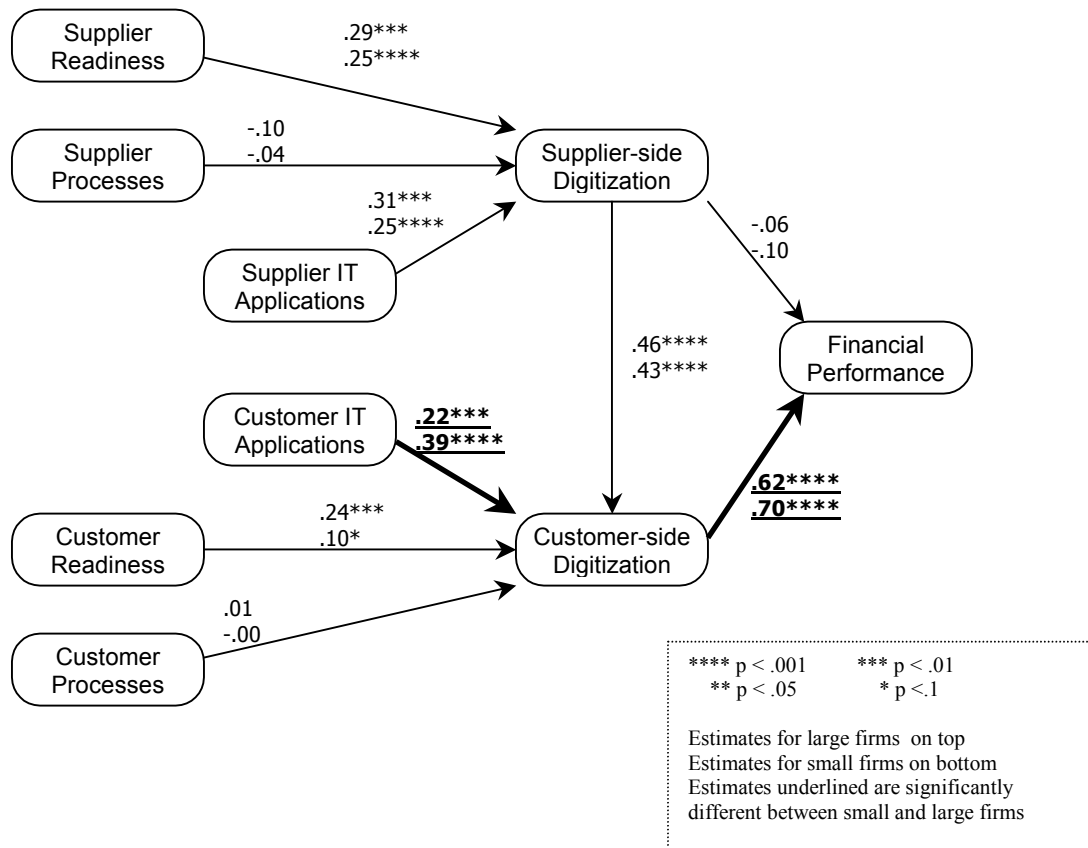 Supplier
Readiness
.29***
.25****
Supplier
Processes
-.10
-.04
Supplier-side
Digitization
.31***
.25****
Supplier IT
Applications
-.06
-.10
.46****
.43****
Financial
Performance
Customer IT
Applications
.22***
.39****
.62****
.70****
Customer
Readiness
.24***
.10*
Customer-side
Digitization
.01
-.00
Customer
Processes
**** p < .001 *** p < .01
** p < .05 * p <.1
Estimates for large firms on top
Estimates for small firms on bottom
Estimates underlined are significantly
different between small and large firms